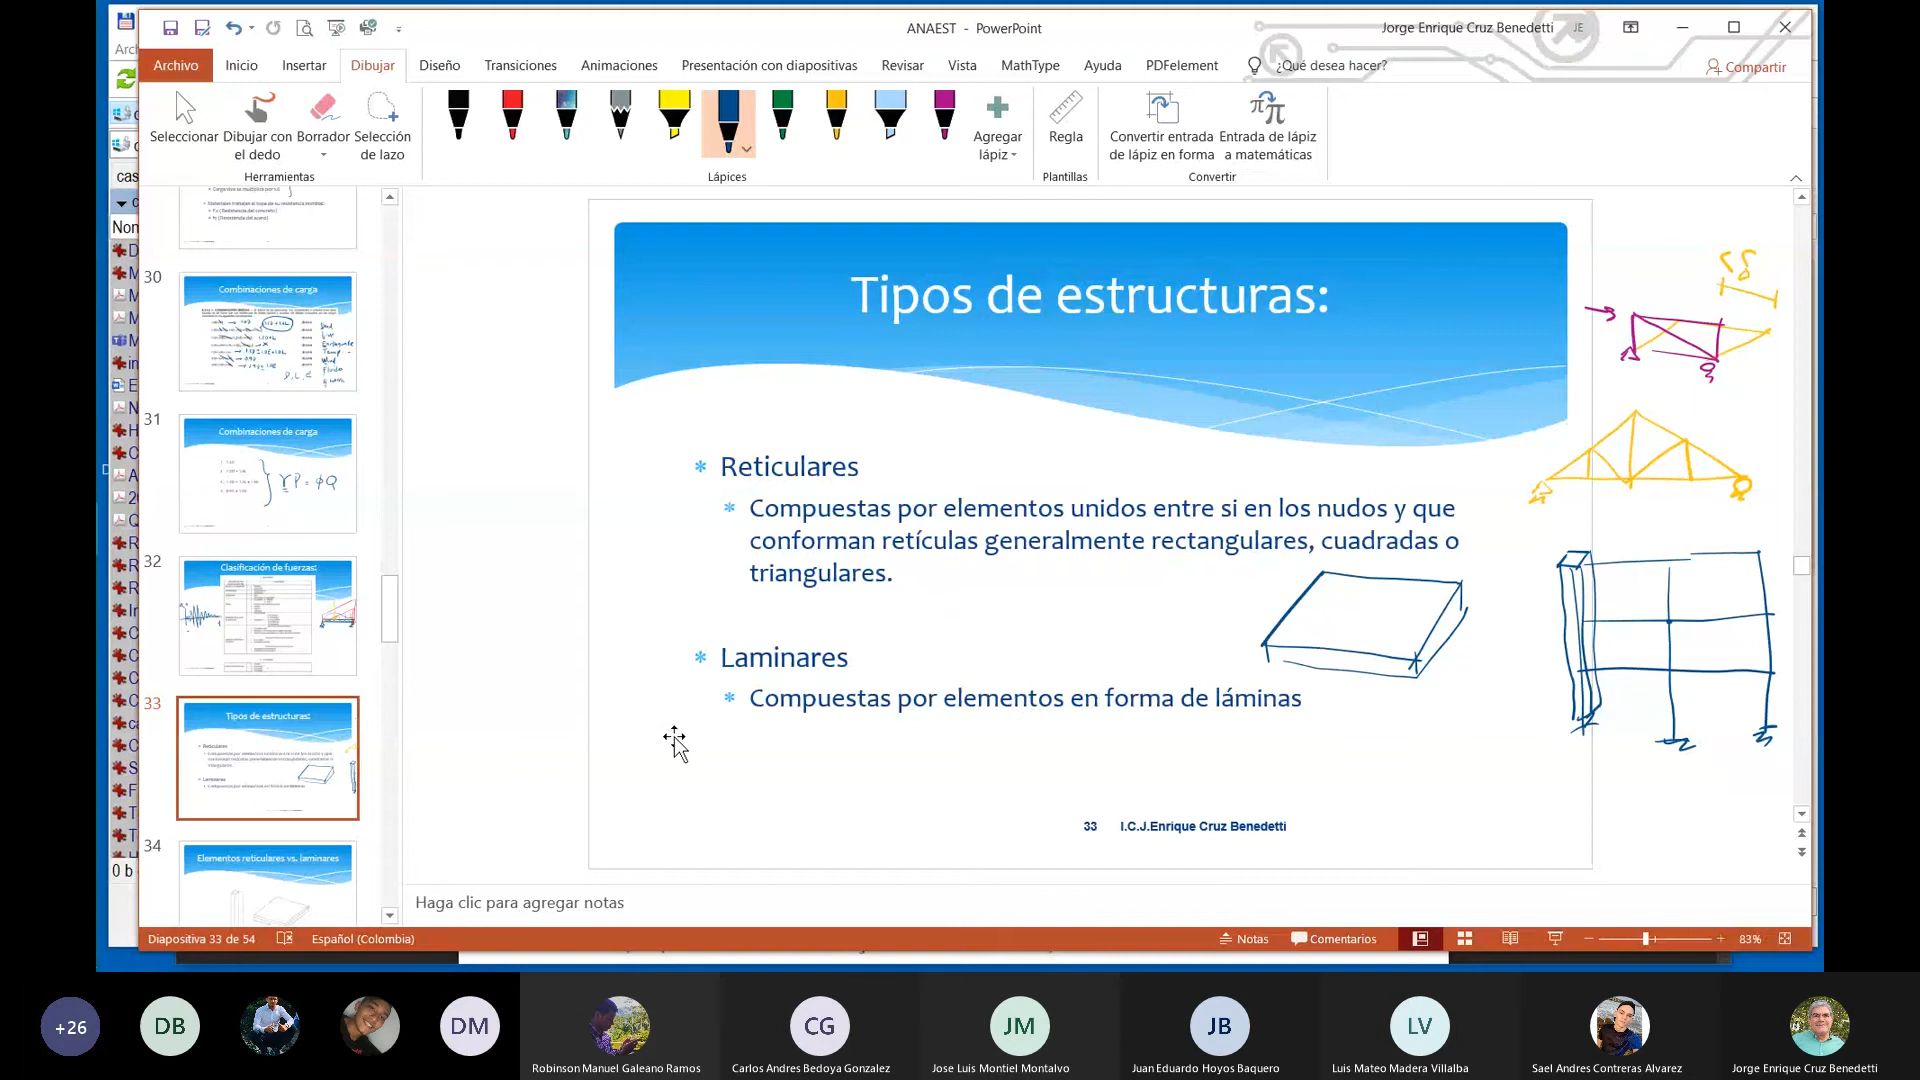 ANAEST - PowerPoint
Jorge Enrique Cruz Benedetti
JE
Archivo
Inicio
Insertar
Dibujar
Diseño
Transiciones
Animaciones
Presentación con diapositivas
Revisar
Vista
MathType
Ayuda
PDFelement
¿Qué desea hacer?
Compartir
Seleccionar
Dibujar con el dedo
Borrador
Selección de lazo
Agregar lápiz
Regla
Convertir entrada de lápiz en forma
Entrada de lápiz a matemáticas
Herramientas
Lápices
Plantillas
Convertir
30
Combinaciones de carga
31
Combinaciones de carga
γP = ϕQ
32
Clasificación de fuerzas:
33
Tipos de estructuras:
34
Elementos reticulares vs. laminares
Tipos de estructuras:
Reticulares
Compuestas por elementos unidos entre si en los nudos y que
conforman retículas generalmente rectangulares, cuadradas o
triangulares.
Laminares
Compuestas por elementos en forma de láminas
33 I.C.J.Enrique Cruz Benedetti
Haga clic para agregar notas
Diapositiva 33 de 54
Español (Colombia)
Notas
Comentarios
83%
+26
DB
DM
CG
JM
JB
LV
Robinson Manuel Galeano Ramos
Carlos Andres Bedoya Gonzalez
Jose Luis Montiel Montalvo
Juan Eduardo Hoyos Baquero
Luis Mateo Madera Villalba
Sael Andres Contreras Alvarez
Jorge Enrique Cruz Benedetti